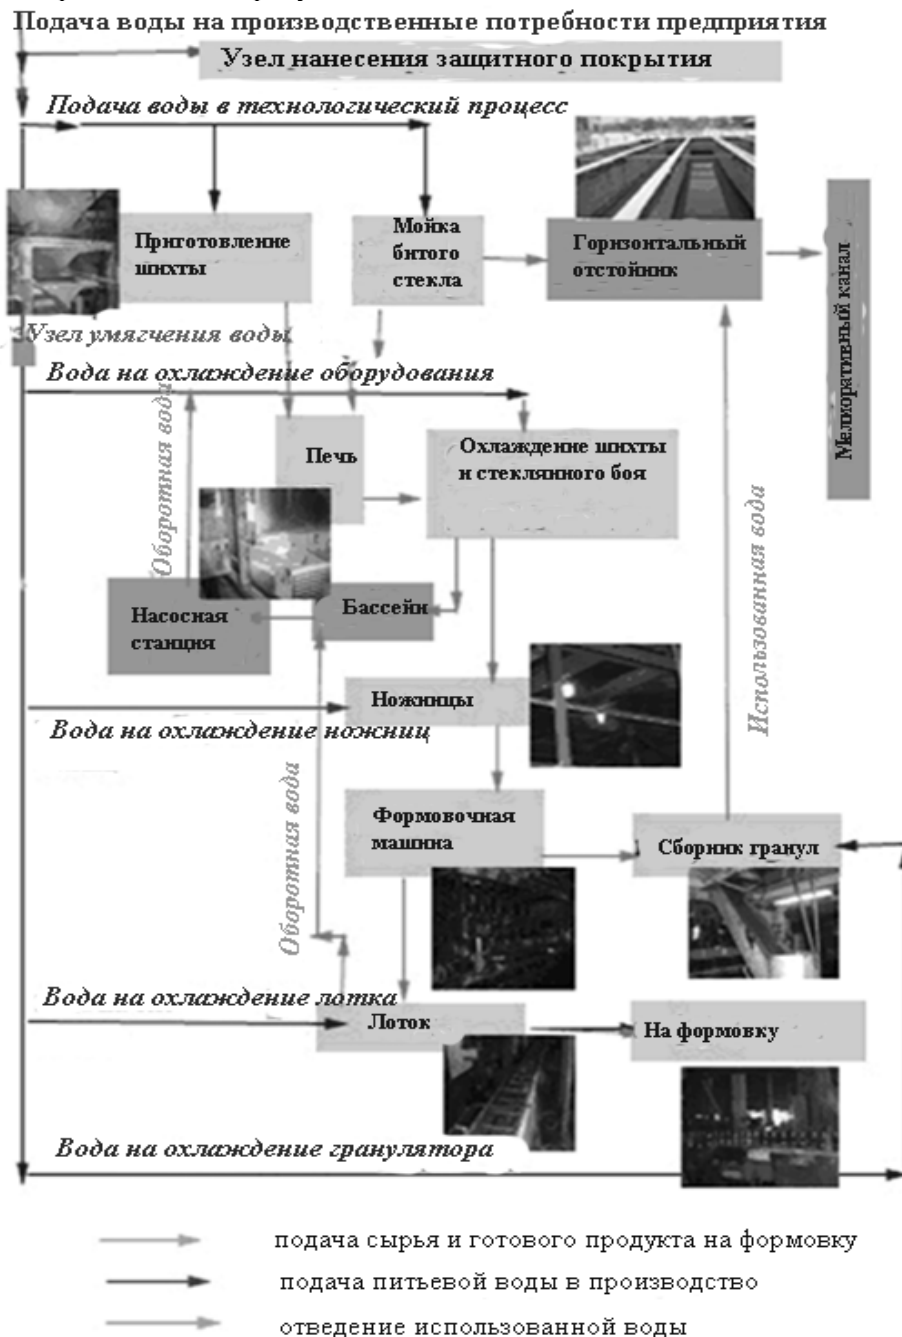 Подача воды на производственные потребности предприятия
Узел нанесения защитного покрытия
Подача воды в технологический процесс
Приготовление
шихты
Мойка
битого
стекла
Горизонтальный
отстойник
Мелиоративный канал
Узел умягчения воды
Вода на охлаждение оборудования
Оборотная вода
Печь
Охлаждение шихты
и стеклянного боя
Использованная вода
Насосная
станция
Бассейн
Ножницы
Вода на охлаждение ножниц
Оборотная вода
Формовочная
машина
Сборник гранул
Вода на охлаждение лотка
Лоток
На формовку
Вода на охлаждение гранулятора
подача сырья и готового продукта на формовку
подача питьевой воды в производство
отведение использованной воды